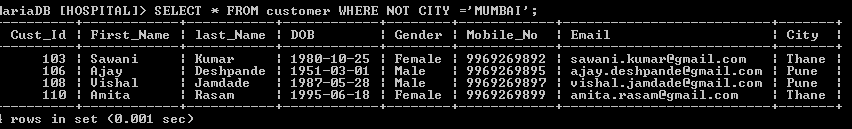 ariaDB [HOSPITAL]> SELECT * FROM customer WHERE NOT CITY ='MUMBAI';
Cust_Id | First_Name | last_Name | DOB | Gender | Mobile_No | Email | City
103 | Sawani | Kumar | 1980-10-25 | Female | 9969269892 | sawani.kumar@gmail.com | Thane
106 | Ajay | Deshpande | 1951-03-01 | Male | 9969269895 | ajay.deshpande@gmail.com | Pune
108 | Vishal | Jamdade | 1987-05-28 | Male | 9969269897 | vishal.jamdade@gmail.com | Pune
110 | Amita | Rasam | 1995-06-18 | Female | 9969269899 | amita.rasam@gmail.com | Thane
4 rows in set (0.001 sec)